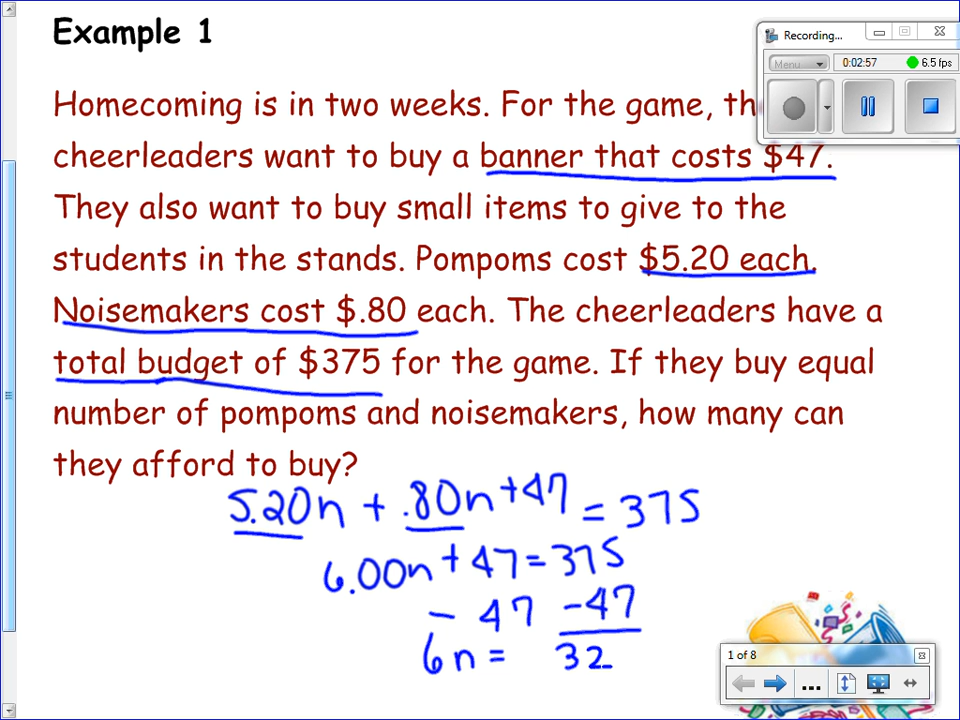 Example 1
Recording...
Menu
0:02:57
6.5 fps
Homecoming is in two weeks. For the game,
cheerleaders want to buy a banner that costs $47.
They also want to buy small items to give to the
students in the stands. Pompoms cost $5.20 each.
Noisemakers cost $.80 each. The cheerleaders have a
total budget of $375 for the game. If they buy equal
number of pompoms and noisemakers, how many can
they afford to buy?
5.20n + .80n + 47 = 375
6.00n + 47 = 375
- 47 -47
6n = 32
1 of 8
...